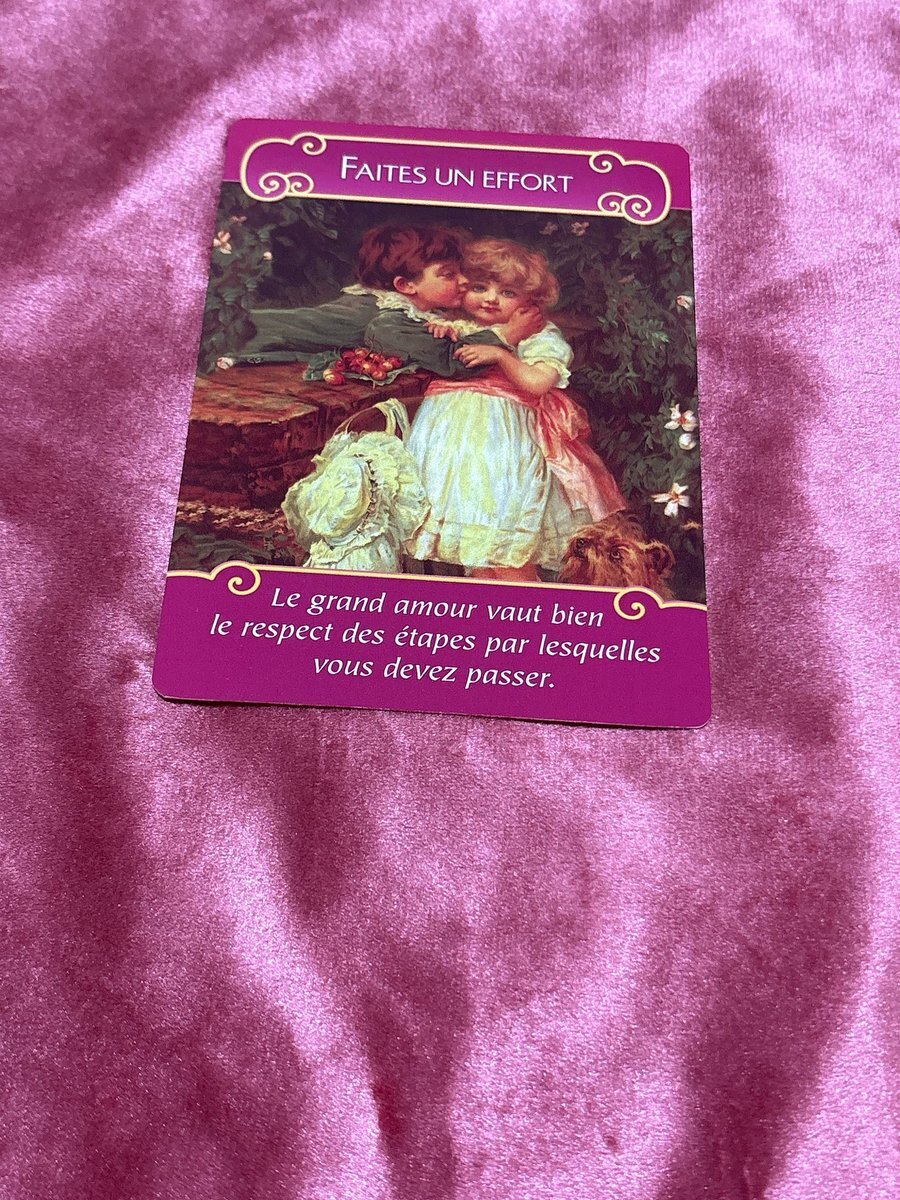 FAITES UN EFFORT
Le grand amour vaut bien
le respect des étapes par lesquelles
vous devez passer.